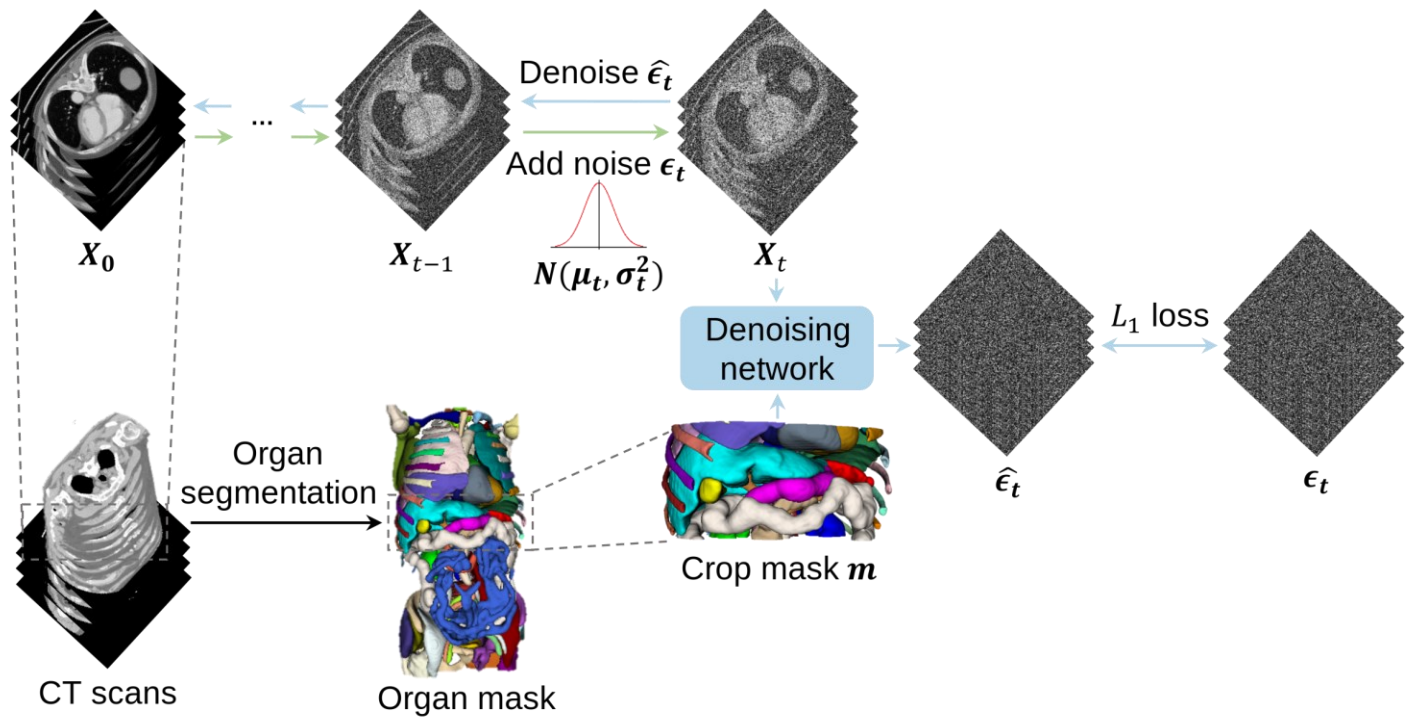 Denoise ϵ̂ₜ
...
Add noise ϵₜ
X₀
Xₜ₋₁
N(μₜ, σₜ²)
Xₜ
Denoising
network
L₁ loss
Organ
segmentation
ϵ̂ₜ
ϵₜ
Crop mask m
CT scans
Organ mask